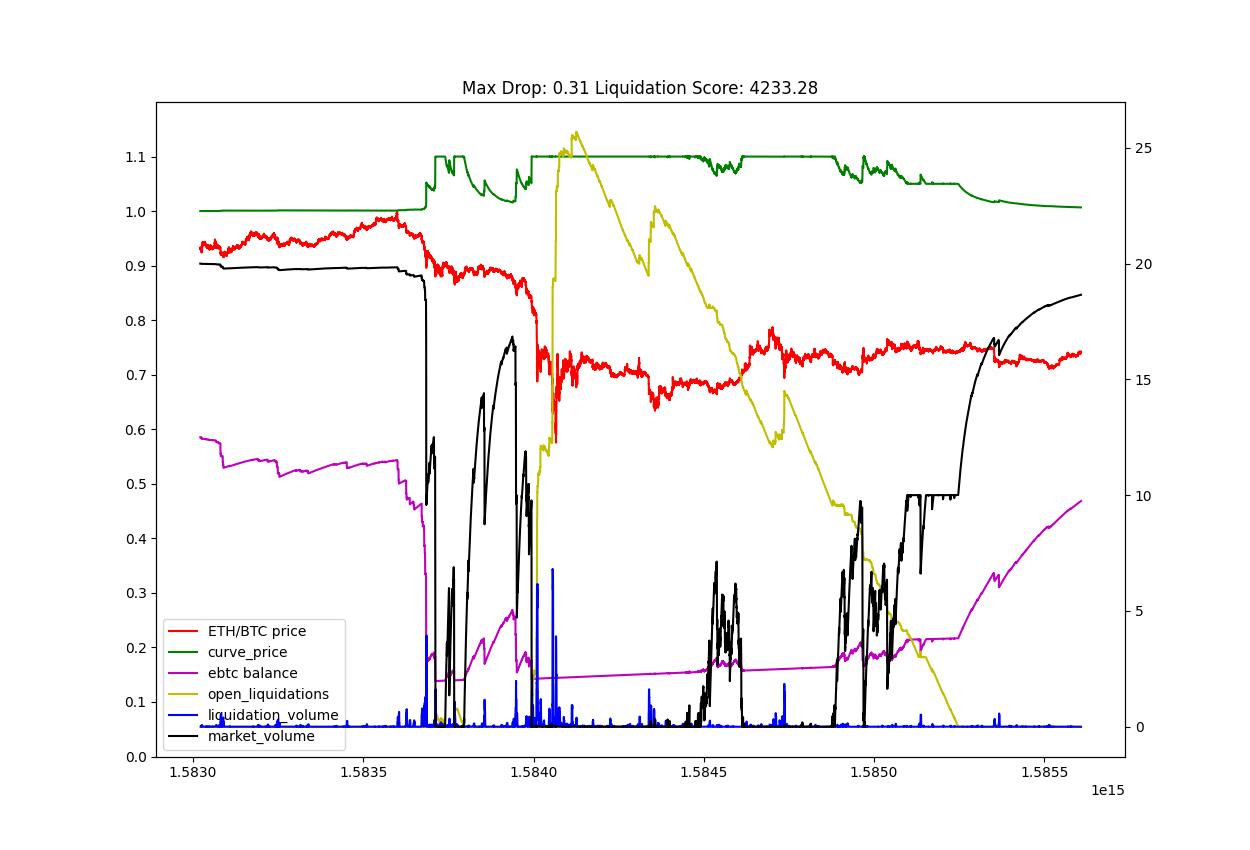 Max Drop: 0.31 Liquidation Score: 4233.28
1.1
1.0
0.9
0.8
0.7
0.6
0.5
0.4
0.3
0.2
0.1
0.0
25
20
15
10
5
0
ETH/BTC price
curve_price
ebtc balance
open_liquidations
liquidation_volume
market_volume
1.5830 1.5835 1.5840 1.5845 1.5850 1.5855
1e15